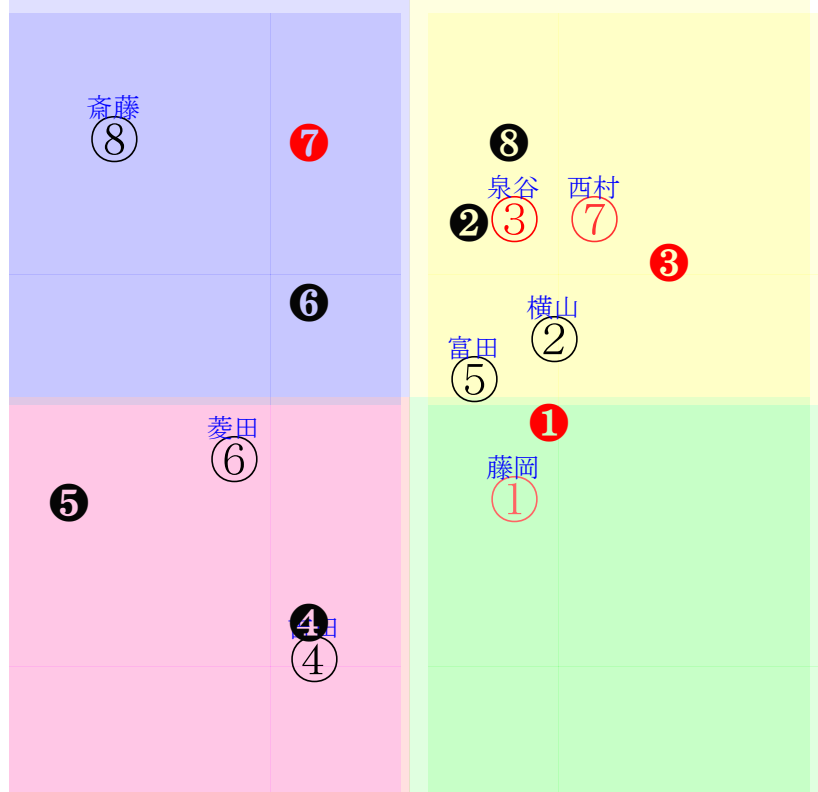 斎藤
⑧
❼
❽
泉谷
西村
❷
③
⑦
❸
❻
横山
②
富田
⑤
❶
菱田
⑥
藤岡
①
❺
❹
④